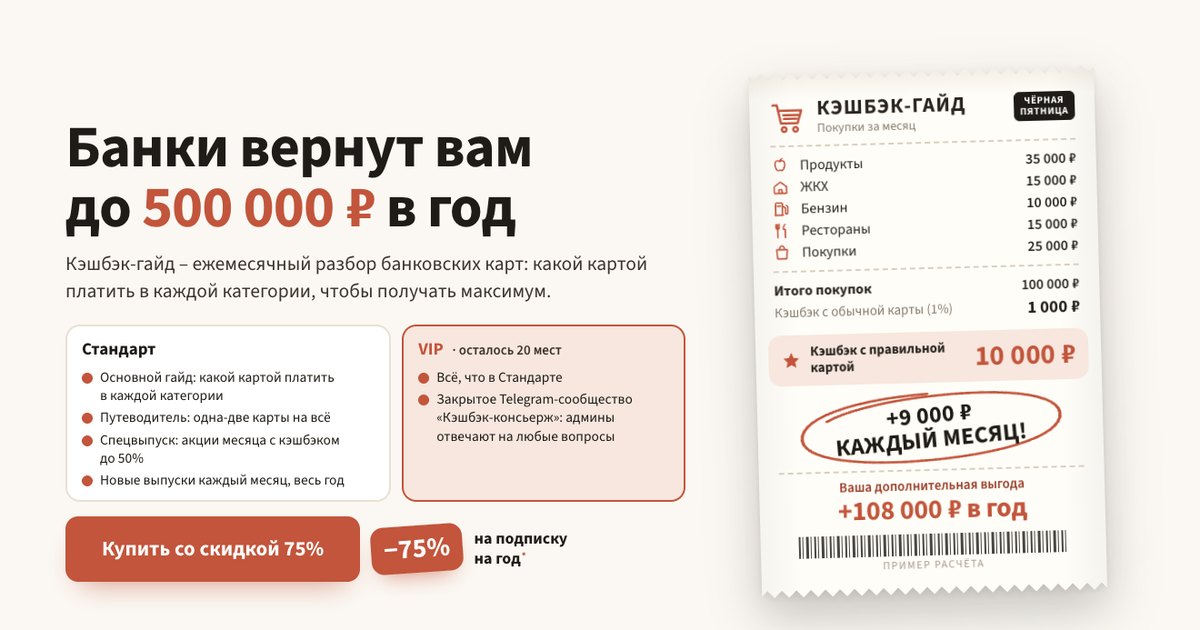 Банки вернут вам
до 500 000 ₽ в год
Кэшбэк-гайд – ежемесячный разбор банковских карт: какой картой
платить в каждой категории, чтобы получать максимум.
Стандарт
Основной гайд: какой картой платить
в каждой категории
Путеводитель: одна-две карты на всё
Спецвыпуск: акции месяца с кэшбэком
до 50%
Новые выпуски каждый месяц, весь год
VIP · осталось 20 мест
Всё, что в Стандарте
Закрытое Telegram-сообщество
«Кэшбэк-консьерж»: админы
отвечают на любые вопросы
Купить со скидкой 75%
–75%
на подписку
на год*
КЭШБЭК-ГАЙД
Покупки за месяц
ЧЁРНАЯ
ПЯТНИЦА
Продукты 35 000 ₽
ЖКХ 15 000 ₽
Бензин 10 000 ₽
Рестораны 15 000 ₽
Покупки 25 000 ₽
Итого покупок 100 000 ₽
Кэшбэк с обычной карты (1%) 1 000 ₽
Кэшбэк с правильной
картой
10 000 ₽
+9 000 ₽
КАЖДЫЙ МЕСЯЦ!
Ваша дополнительная выгода
+108 000 ₽ в год
ПРИМЕР РАСЧЁТА